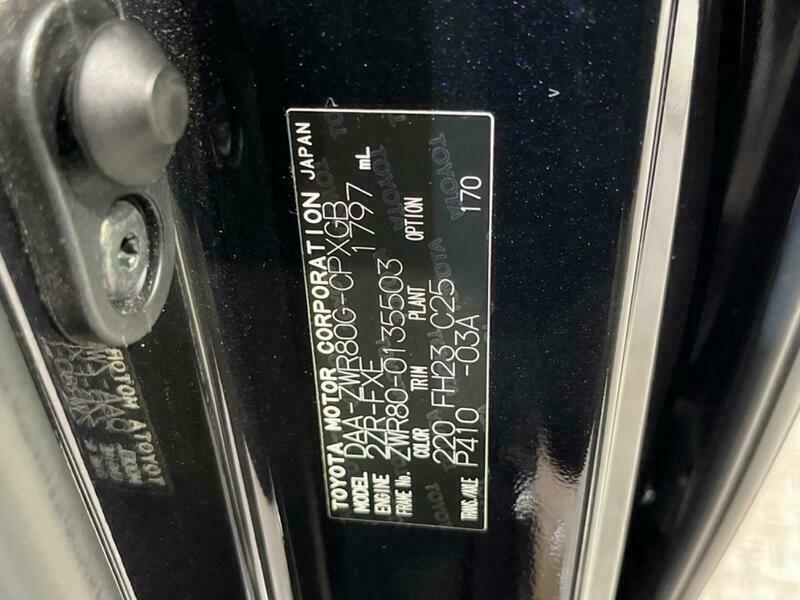 TOYOTA MOTOR CORPORATION JAPAN
MODEL DAA-ZWR80G-CPXGB
ENGINE 2ZR-FXE 1797 mL
FRAME No. ZWR80-0135503
COLOR TRIM PLANT OPTION
220 FH23 C25 170
TRANS./AXLE P410 -03A